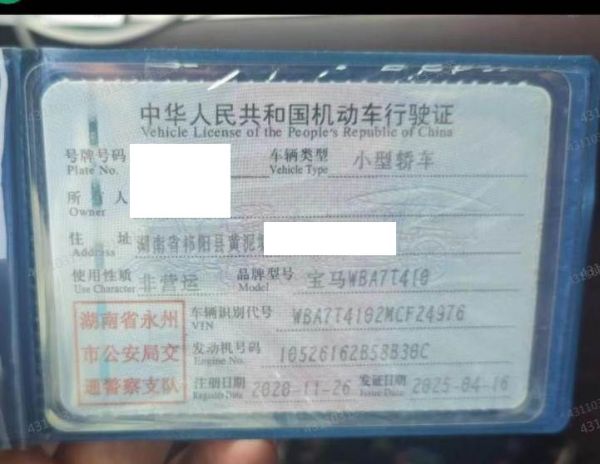 中华人民共和国机动车行驶证
Vehicle License of the People's Republic of China
号牌号码
Plate No.
车辆类型 小型轿车
Vehicle Type
所有人
Owner
住址 湖南省祁阳县黄泥
Address
使用性质 非营运
Use Character
品牌型号 宝马WBA7T410
Model
湖南省永州
市公安局交
通警察支队
车辆识别代号 WBA7T4102MCF24976
VIN
发动机号码 10526162B58B30C
Engine No.
注册日期 2020-11-26
Register Date
发证日期 2025-04-16
Issue Date